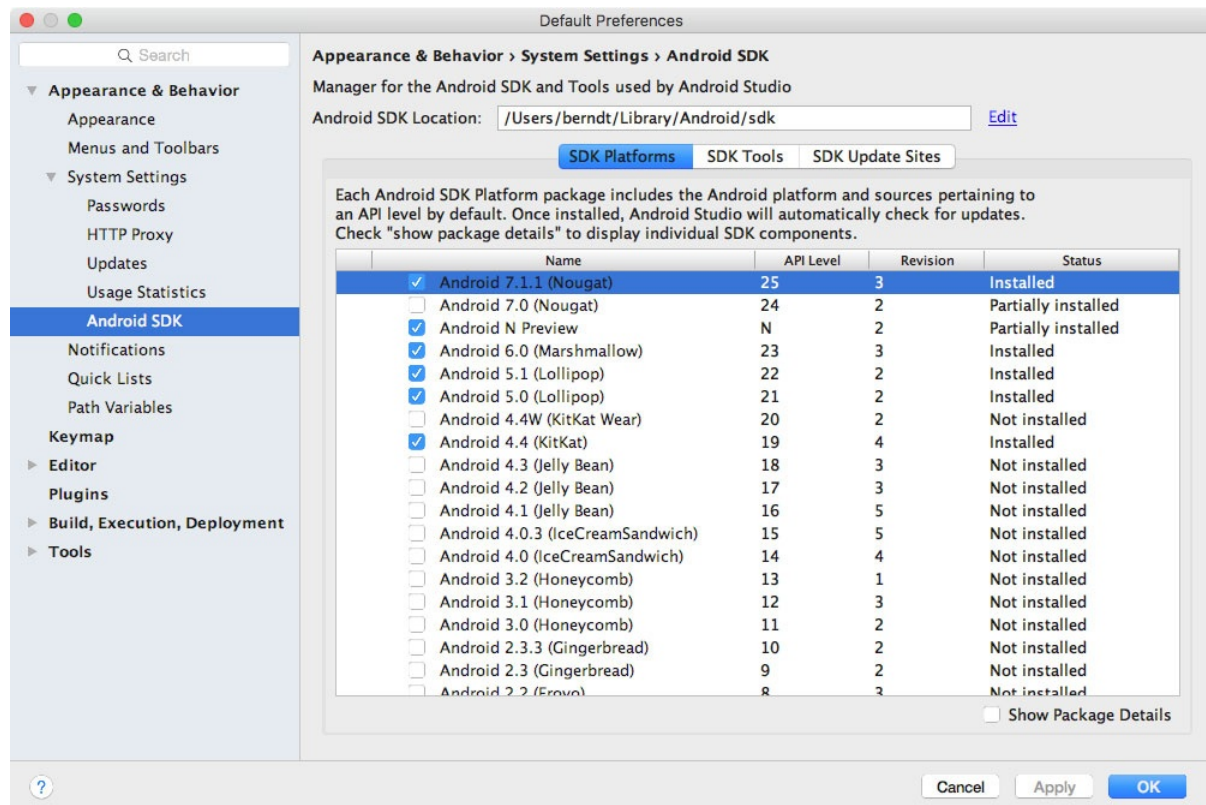 Default Preferences
Search
Appearance & Behavior
Appearance
Menus and Toolbars
System Settings
Passwords
HTTP Proxy
Updates
Usage Statistics
Android SDK
Notifications
Quick Lists
Path Variables
Keymap
Editor
Plugins
Build, Execution, Deployment
Tools
Appearance & Behavior › System Settings › Android SDK
Manager for the Android SDK and Tools used by Android Studio
Android SDK Location: /Users/berndt/Library/Android/sdk Edit
SDK Platforms SDK Tools SDK Update Sites
Each Android SDK Platform package includes the Android platform and sources pertaining to
an API level by default. Once installed, Android Studio will automatically check for updates.
Check "show package details" to display individual SDK components.
Name API Level Revision Status
Android 7.1.1 (Nougat) 25 3 Installed
Android 7.0 (Nougat) 24 2 Partially installed
Android N Preview N 2 Partially installed
Android 6.0 (Marshmallow) 23 3 Installed
Android 5.1 (Lollipop) 22 2 Installed
Android 5.0 (Lollipop) 21 2 Installed
Android 4.4W (KitKat Wear) 20 2 Not installed
Android 4.4 (KitKat) 19 4 Installed
Android 4.3 (Jelly Bean) 18 3 Not installed
Android 4.2 (Jelly Bean) 17 3 Not installed
Android 4.1 (Jelly Bean) 16 5 Not installed
Android 4.0.3 (IceCreamSandwich) 15 5 Not installed
Android 4.0 (IceCreamSandwich) 14 4 Not installed
Android 3.2 (Honeycomb) 13 1 Not installed
Android 3.1 (Honeycomb) 12 3 Not installed
Android 3.0 (Honeycomb) 11 2 Not installed
Android 2.3.3 (Gingerbread) 10 2 Not installed
Android 2.3 (Gingerbread) 9 2 Not installed
Android 2.2 (Froyo) 8 3 Not installed
Show Package Details
? Cancel Apply OK